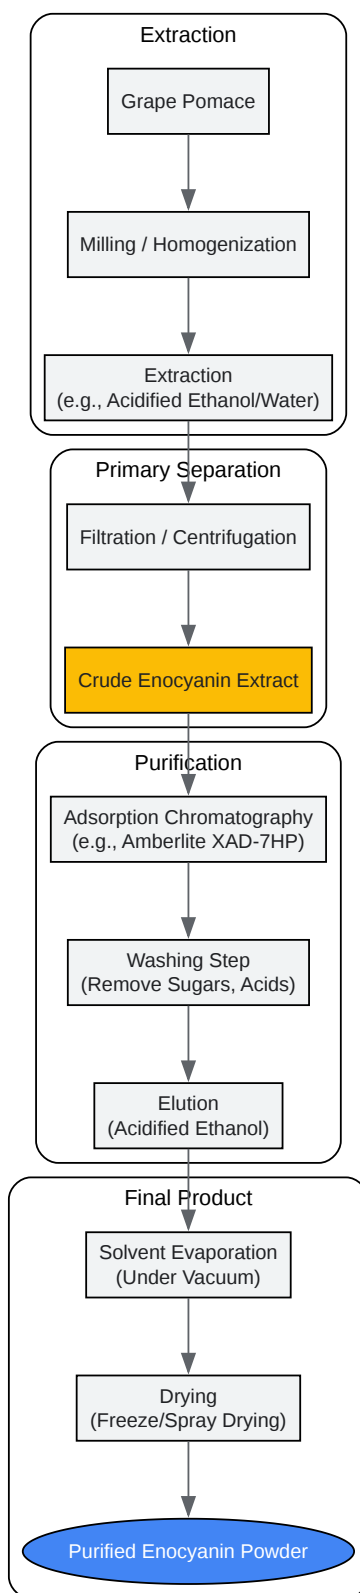 Extraction
Grape Pomace
Milling / Homogenization
Extraction
(e.g., Acidified Ethanol/Water)
Primary Separation
Filtration / Centrifugation
Crude Enocyanin Extract
Purification
Adsorption Chromatography
(e.g., Amberlite XAD-7HP)
Washing Step
(Remove Sugars, Acids)
Elution
(Acidified Ethanol)
Final Product
Solvent Evaporation
(Under Vacuum)
Drying
(Freeze/Spray Drying)
Purified Enocyanin Powder